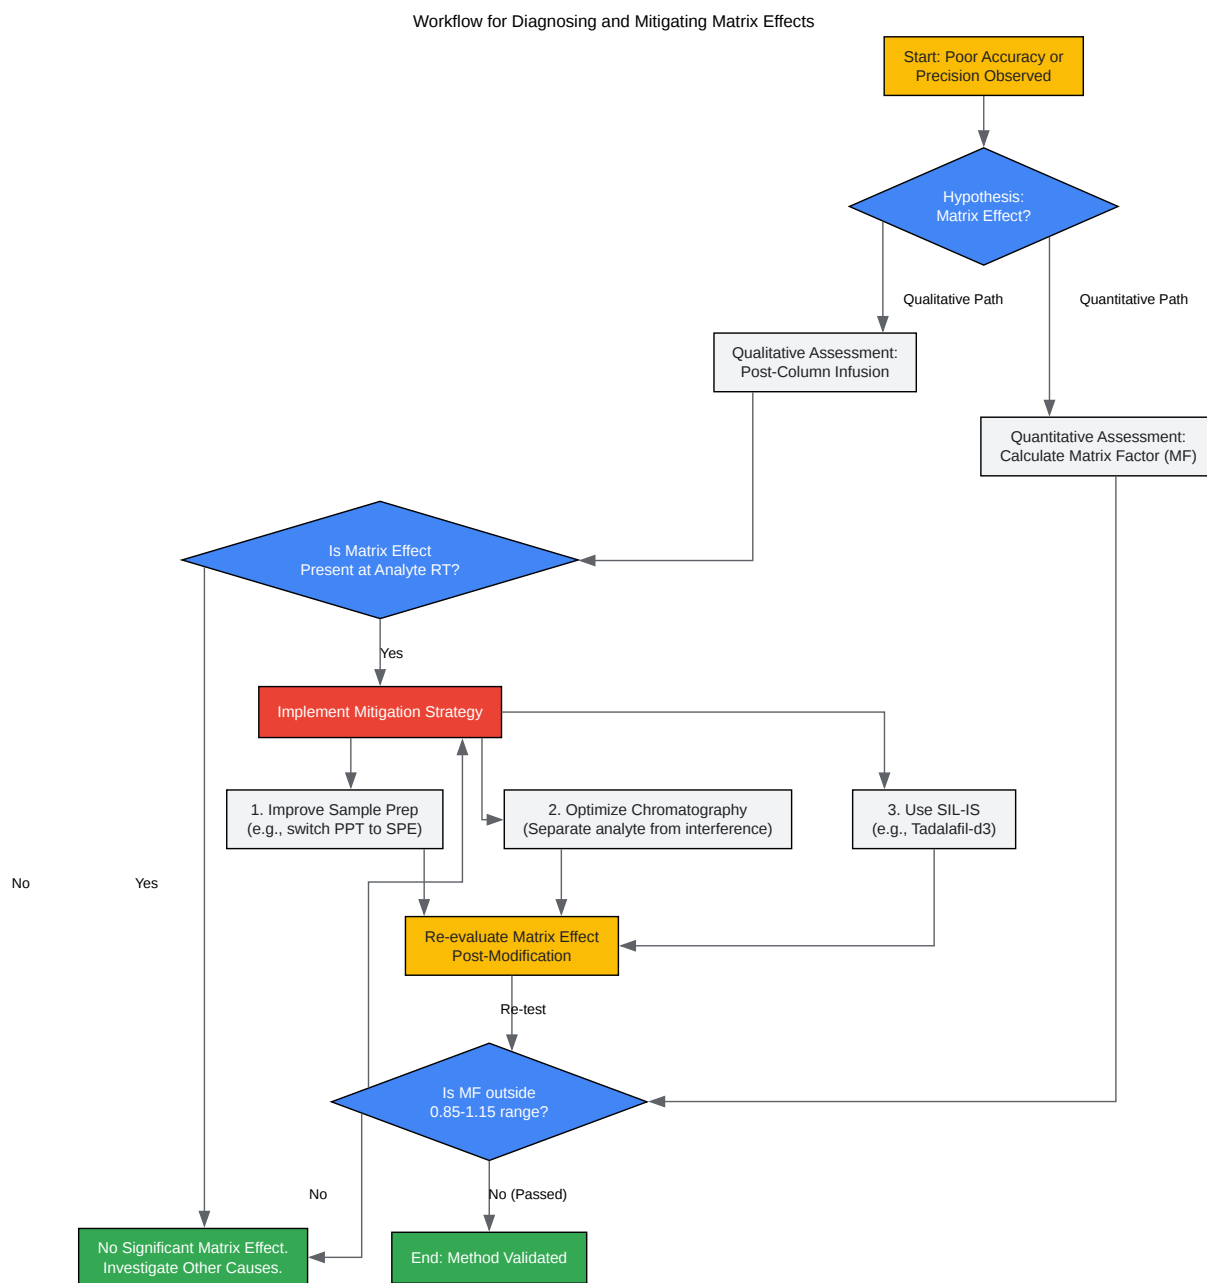 Workflow for Diagnosing and Mitigating Matrix Effects
Start: Poor Accuracy or
Precision Observed
Hypothesis:
Matrix Effect?
Qualitative Path
Quantitative Path
Qualitative Assessment:
Post-Column Infusion
Quantitative Assessment:
Calculate Matrix Factor (MF)
Is Matrix Effect
Present at Analyte RT?
Yes
Implement Mitigation Strategy
1. Improve Sample Prep
(e.g., switch PPT to SPE)
2. Optimize Chromatography
(Separate analyte from interference)
3. Use SIL-IS
(e.g., Tadalafil-d3)
No
Yes
Re-evaluate Matrix Effect
Post-Modification
Re-test
Is MF outside
0.85-1.15 range?
No
No (Passed)
No Significant Matrix Effect.
Investigate Other Causes.
End: Method Validated